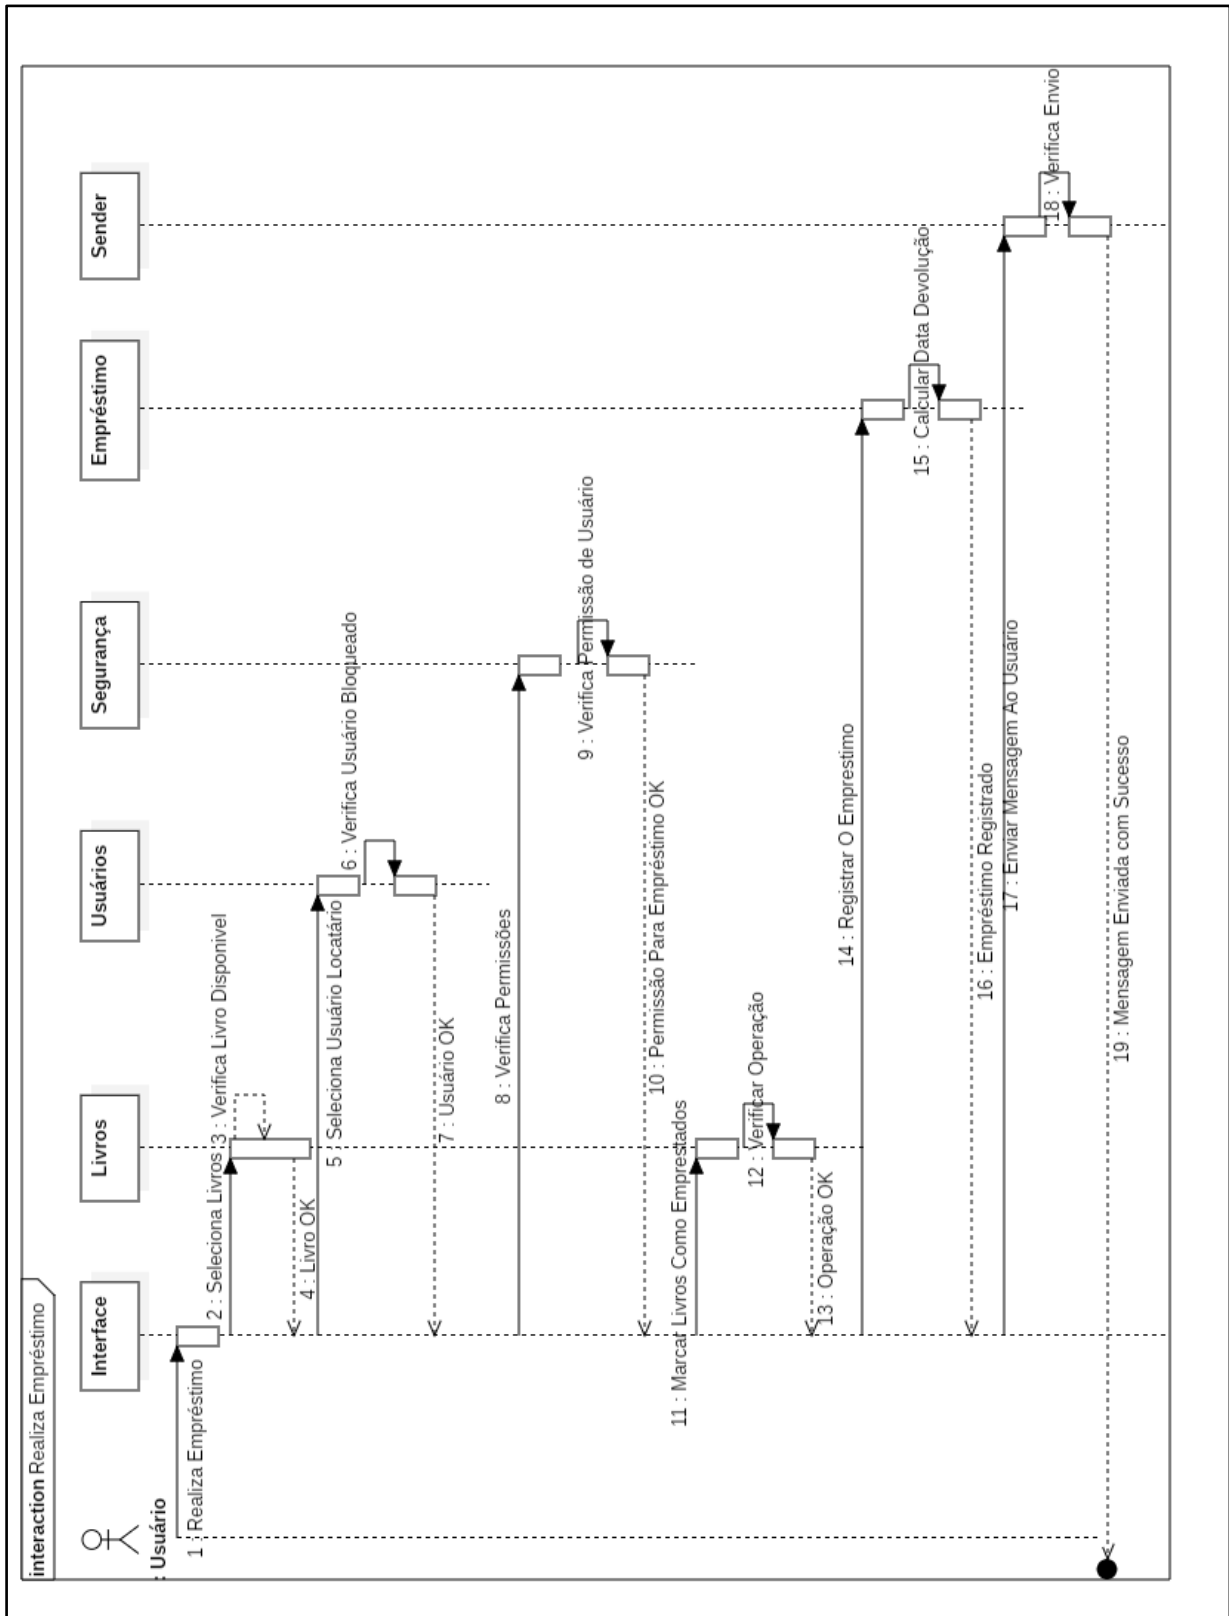 interaction Realiza Empréstimo
: Usuário
Interface
Livros
Usuários
Segurança
Empréstimo
Sender
1 : Realiza Empréstimo
2 : Seleciona Livros
3 : Verifica Livro Disponivel
4 : Livro OK
5 : Seleciona Usuário Locatário
6 : Verifica Usuário Bloqueado
7 : Usuário OK
8 : Verifica Permissões
9 : Verifica Permissão de Usuário
10 : Permissão Para Empréstimo OK
11 : Marcar Livros Como Emprestados
12 : Verificar Operação
13 : Operação OK
14 : Registrar O Emprestimo
15 : Calcular Data Devolução
16 : Empréstimo Registrado
17 : Enviar Mensagem Ao Usuário
18 : Verifica Envio
19 : Mensagem Enviada com Sucesso